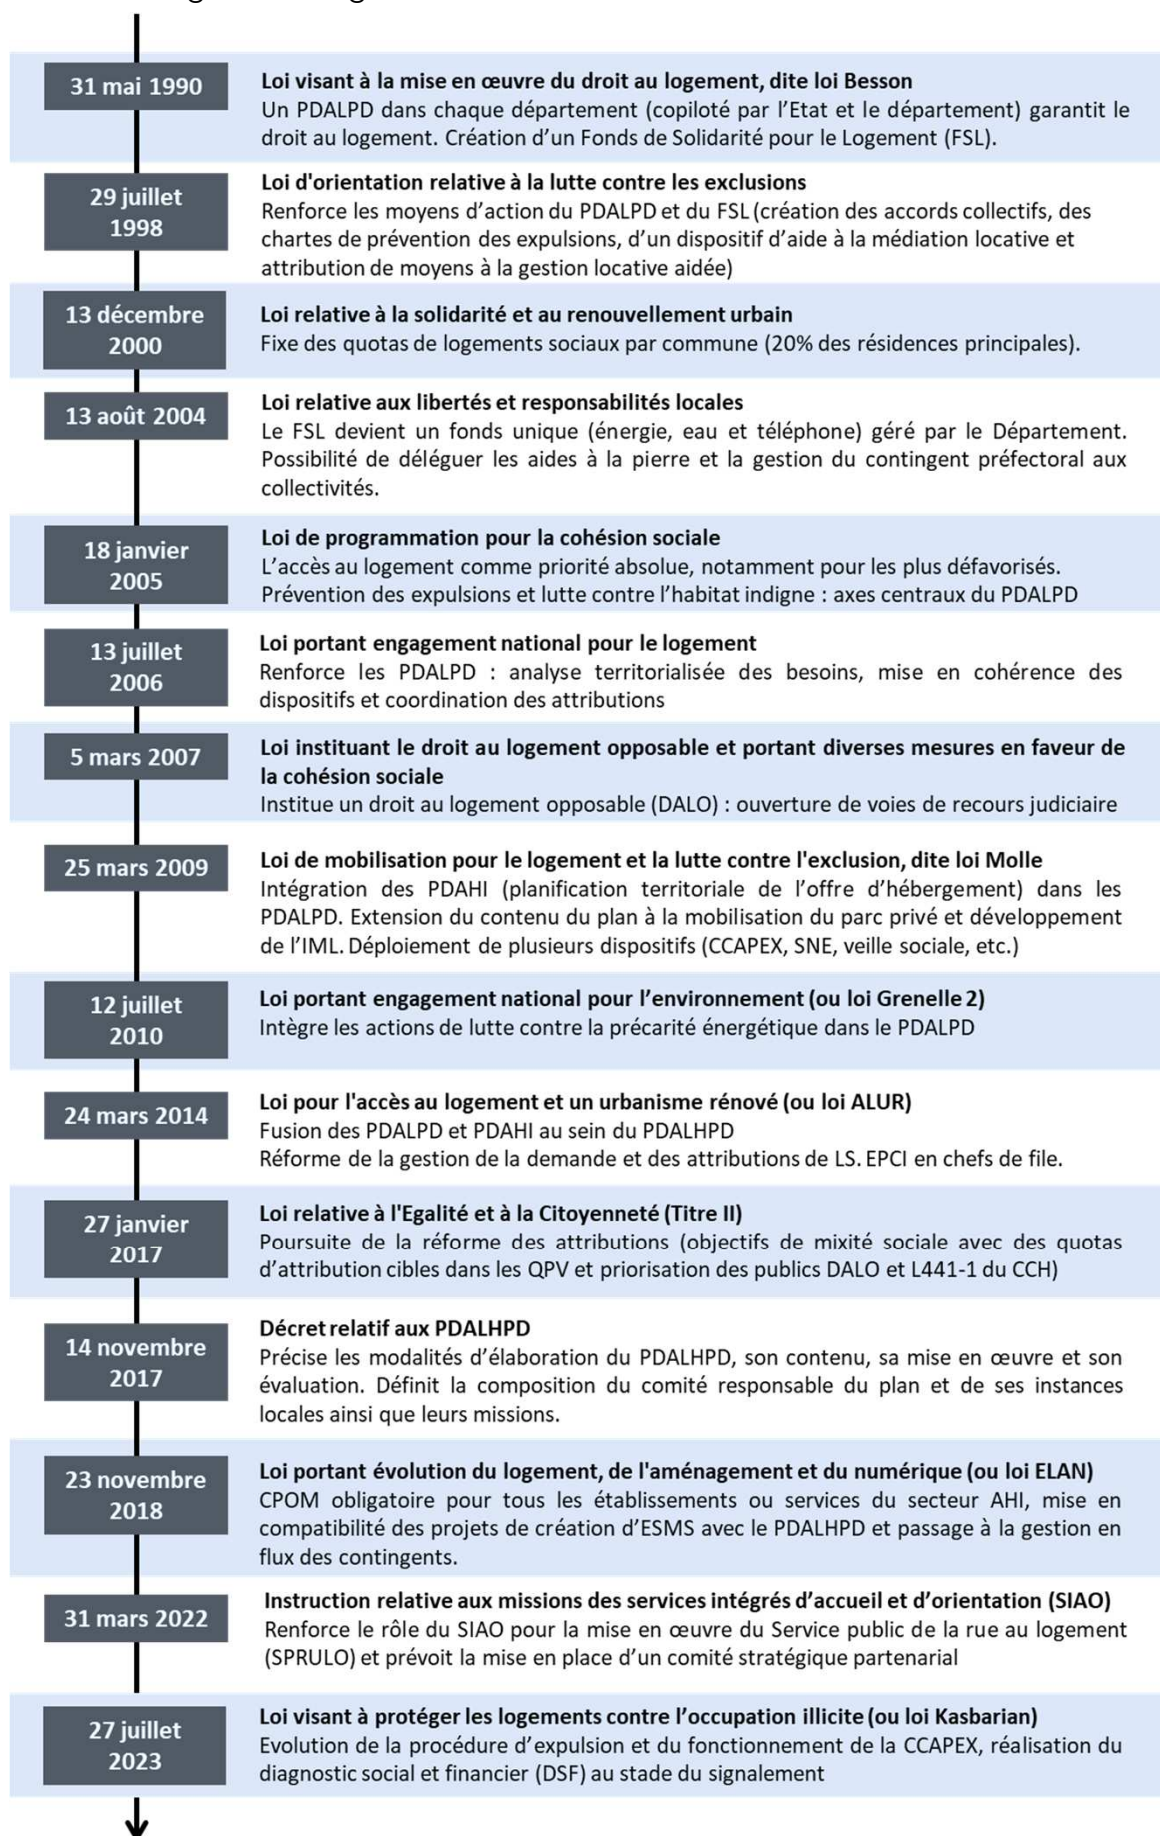 31 mai 1990
Loi visant à la mise en œuvre du droit au logement, dite loi Besson
Un PDALPD dans chaque département (copiloté par l’Etat et le département) garantit le
droit au logement. Création d’un Fonds de Solidarité pour le Logement (FSL).
29 juillet
1998
Loi d'orientation relative à la lutte contre les exclusions
Renforce les moyens d’action du PDALPD et du FSL (création des accords collectifs, des
chartes de prévention des expulsions, d’un dispositif d’aide à la médiation locative et
attribution de moyens à la gestion locative aidée)
13 décembre
2000
Loi relative à la solidarité et au renouvellement urbain
Fixe des quotas de logements sociaux par commune (20% des résidences principales).
13 août 2004
Loi relative aux libertés et responsabilités locales
Le FSL devient un fonds unique (énergie, eau et téléphone) géré par le Département.
Possibilité de déléguer les aides à la pierre et la gestion du contingent préfectoral aux
collectivités.
18 janvier
2005
Loi de programmation pour la cohésion sociale
L’accès au logement comme priorité absolue, notamment pour les plus défavorisés.
Prévention des expulsions et lutte contre l’habitat indigne : axes centraux du PDALPD
13 juillet
2006
Loi portant engagement national pour le logement
Renforce les PDALPD : analyse territorialisée des besoins, mise en cohérence des
dispositifs et coordination des attributions
5 mars 2007
Loi instituant le droit au logement opposable et portant diverses mesures en faveur de
la cohésion sociale
Institue un droit au logement opposable (DALO) : ouverture de voies de recours judiciaire
25 mars 2009
Loi de mobilisation pour le logement et la lutte contre l'exclusion, dite loi Molle
Intégration des PDAHI (planification territoriale de l’offre d’hébergement) dans les
PDALPD. Extension du contenu du plan à la mobilisation du parc privé et développement
de l’IML. Déploiement de plusieurs dispositifs (CCAPEX, SNE, veille sociale, etc.)
12 juillet
2010
Loi portant engagement national pour l’environnement (ou loi Grenelle 2)
Intègre les actions de lutte contre la précarité énergétique dans le PDALPD
24 mars 2014
Loi pour l'accès au logement et un urbanisme rénové (ou loi ALUR)
Fusion des PDALPD et PDAHI au sein du PDALHPD
Réforme de la gestion de la demande et des attributions de LS. EPCI en chefs de file.
27 janvier
2017
Loi relative à l'Egalité et à la Citoyenneté (Titre II)
Poursuite de la réforme des attributions (objectifs de mixité sociale avec des quotas
d’attribution cibles dans les QPV et priorisation des publics DALO et L441-1 du CCH)
14 novembre
2017
Décret relatif aux PDALHPD
Précise les modalités d’élaboration du PDALHPD, son contenu, sa mise en œuvre et son
évaluation. Définit la composition du comité responsable du plan et de ses instances
locales ainsi que leurs missions.
23 novembre
2018
Loi portant évolution du logement, de l'aménagement et du numérique (ou loi ELAN)
CPOM obligatoire pour tous les établissements ou services du secteur AHI, mise en
compatibilité des projets de création d’ESMS avec le PDALHPD et passage à la gestion en
flux des contingents.
31 mars 2022
Instruction relative aux missions des services intégrés d’accueil et d’orientation (SIAO)
Renforce le rôle du SIAO pour la mise en œuvre du Service public de la rue au logement
(SPRULO) et prévoit la mise en place d’un comité stratégique partenarial
27 juillet
2023
Loi visant à protéger les logements contre l’occupation illicite (ou loi Kasbarian)
Evolution de la procédure d’expulsion et du fonctionnement de la CCAPEX, réalisation du
diagnostic social et financier (DSF) au stade du signalement